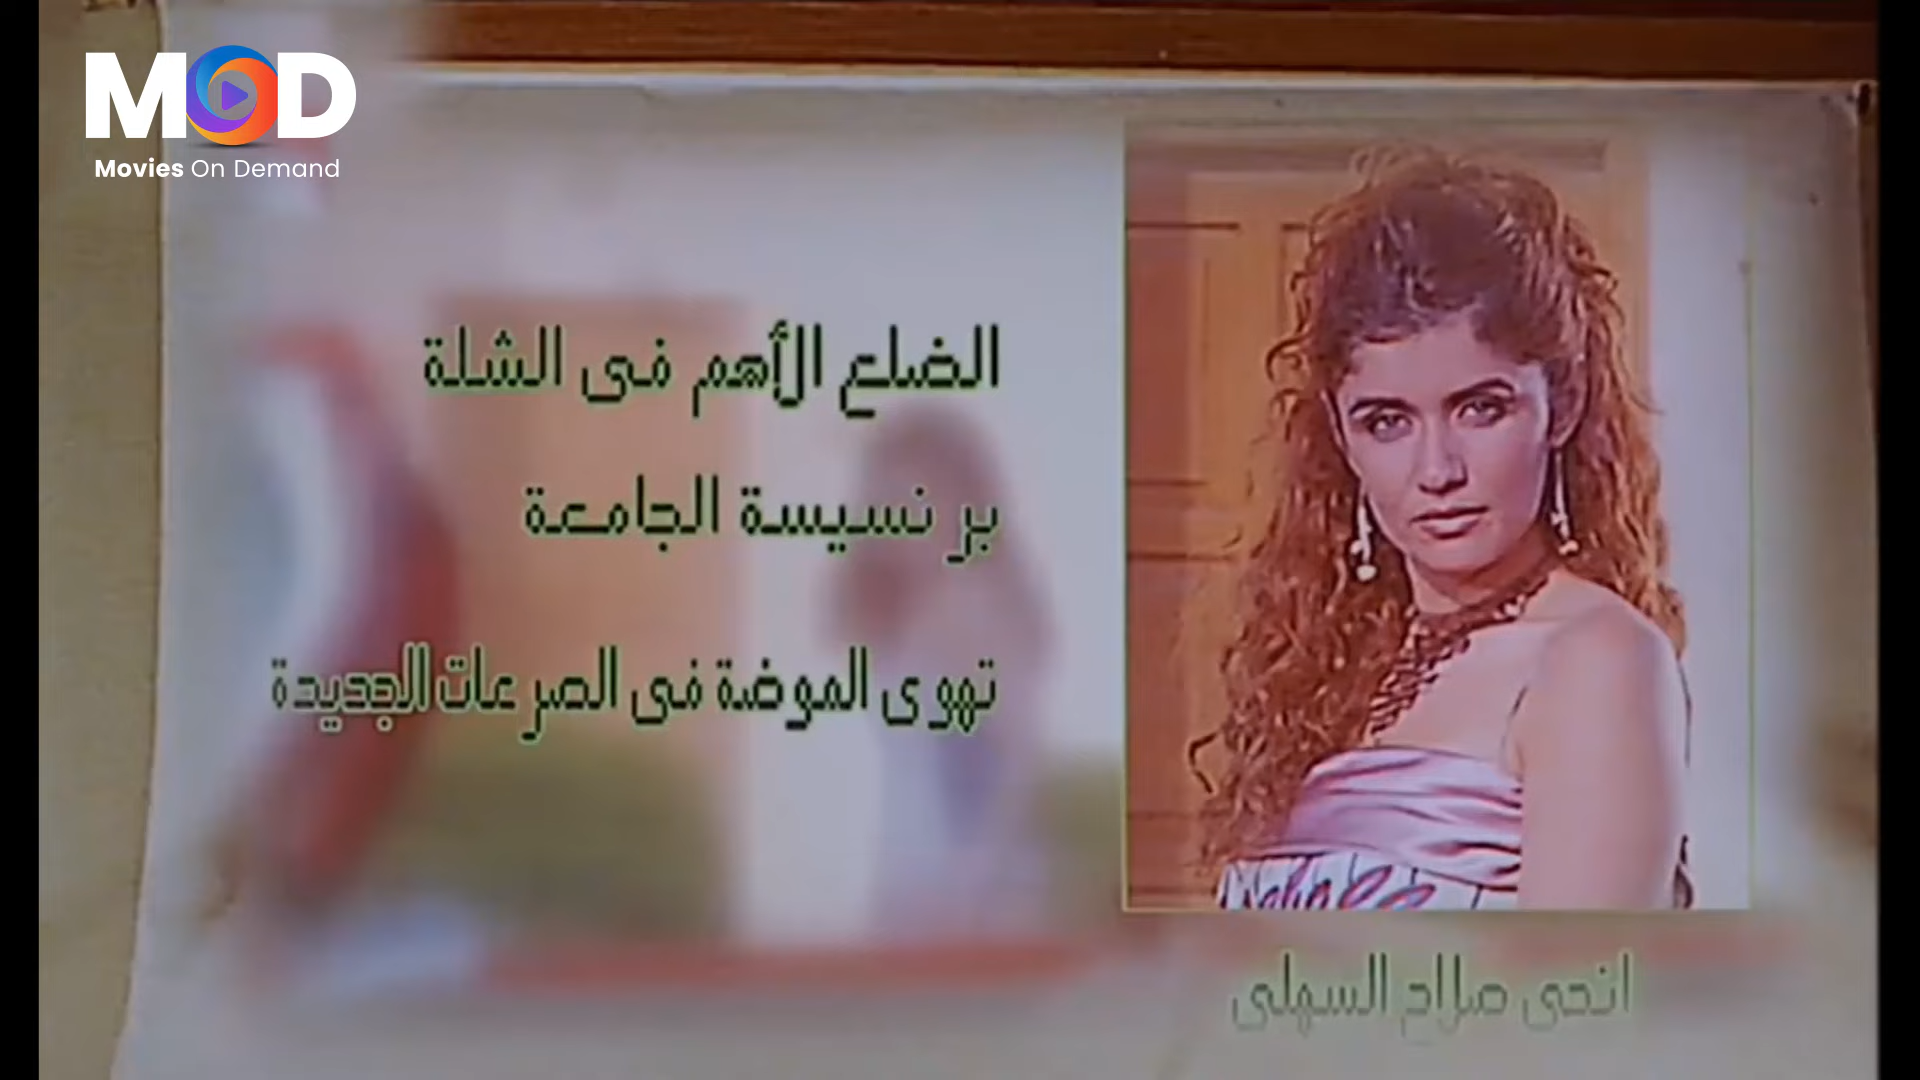 MOD
Movies On Demand
الضلع الأهم فى الشلة
برنسيسة الجامعة
تهوى الموضة فى الصرعات الجديدة
انجى صلاح السهلى